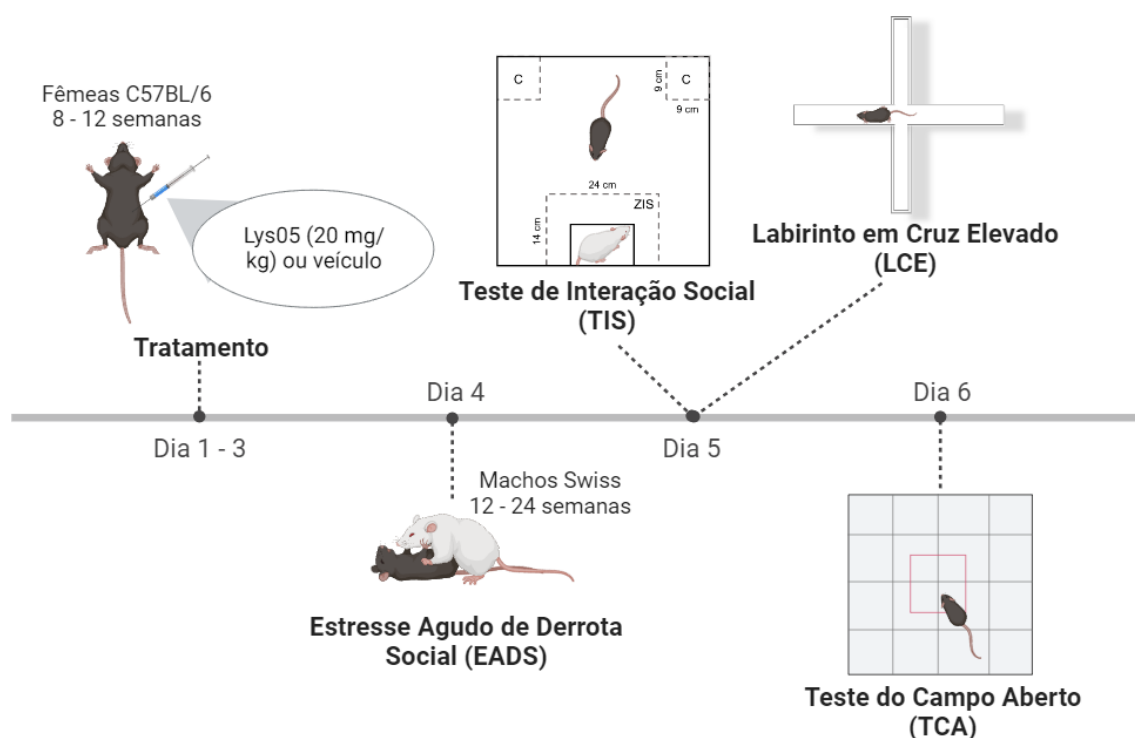 Fêmeas C57BL/6
8 - 12 semanas
Lys05 (20 mg/
kg) ou veículo
Tratamento
C
C
9 cm
9 cm
24 cm
ZIS
14 cm
Teste de Interação Social
(TIS)
Labirinto em Cruz Elevado
(LCE)
Dia 1 - 3
Dia 4
Dia 5
Dia 6
Machos Swiss
12 - 24 semanas
Estresse Agudo de Derrota
Social (EADS)
Teste do Campo Aberto
(TCA)